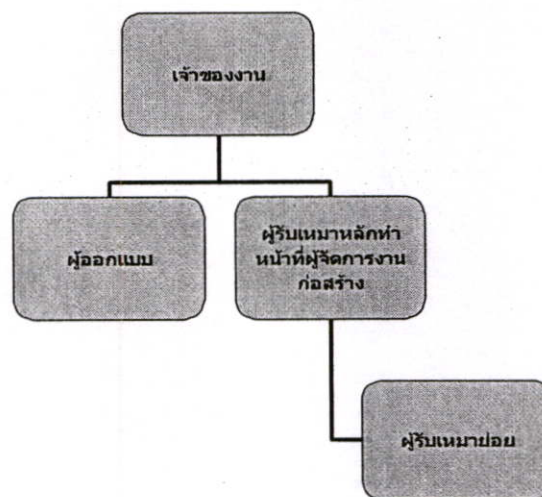 เจ้าของงาน
ผู้ออกแบบ
ผู้รับเหมาหลักทำ
หน้าที่ผู้จัดการงาน
ก่อสร้าง
ผู้รับเหมาย่อย